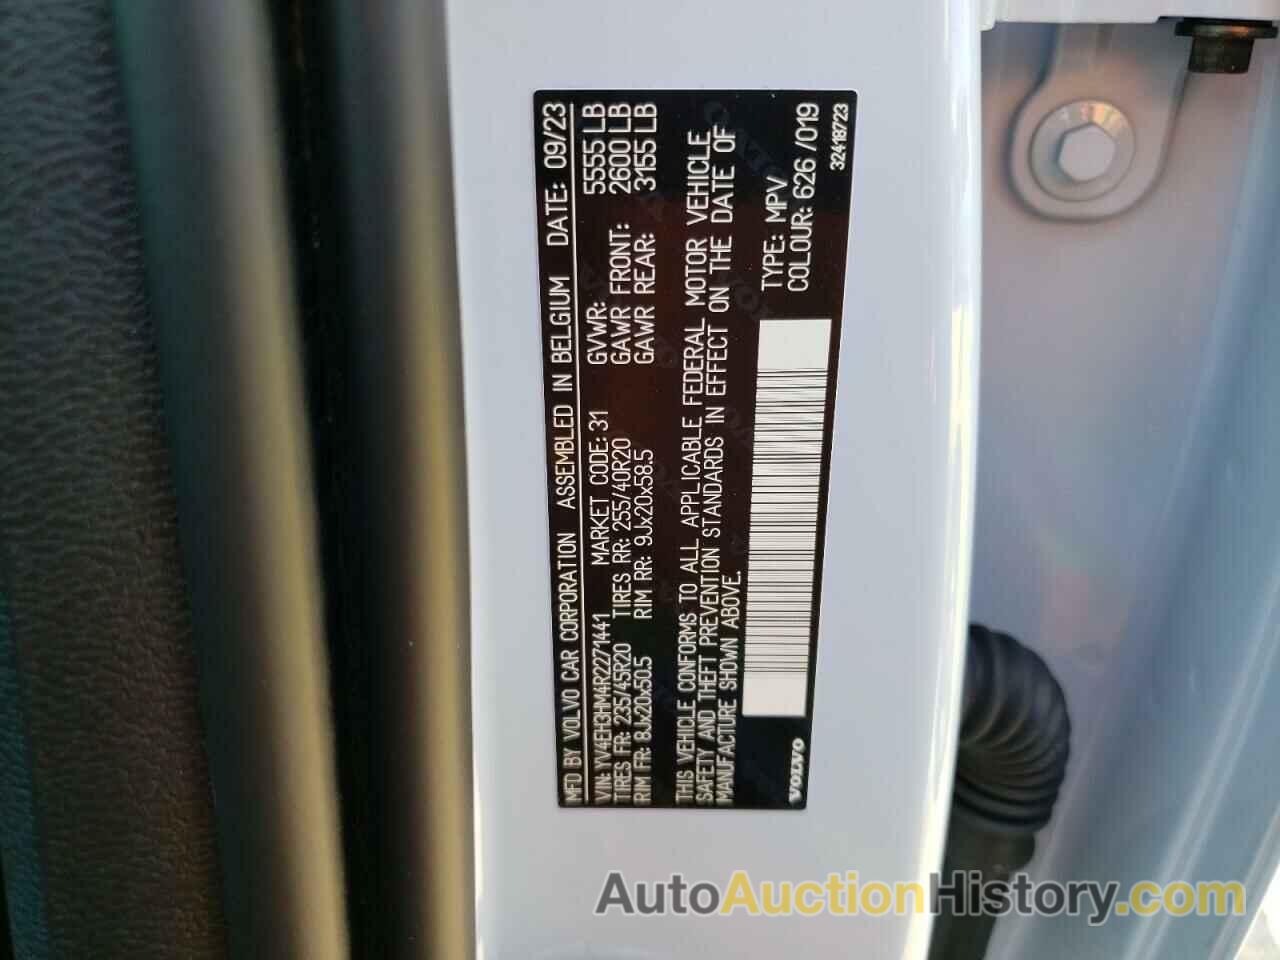 MFD BY VOLVO CAR CORPORATION ASSEMBLED IN BELGIUM DATE: 09/23
VIN: YV4EF3HM4R2271441 MARKET CODE: 31 GVWR: 5555 LB
TIRES FR: 235/45R20 TIRES RR: 255/40R20 GAWR FRONT: 2600 LB
RIM FR: 8Jx20x50.5 RIM RR: 9Jx20x58.5 GAWR REAR: 3155 LB
THIS VEHICLE CONFORMS TO ALL APPLICABLE FEDERAL MOTOR VEHICLE
SAFETY AND THEFT PREVENTION STANDARDS IN EFFECT ON THE DATE OF
MANUFACTURE SHOWN ABOVE.
TYPE: MPV
COLOUR: 626 /019
VOLVO
32418723
AutoAuctionHistory.com